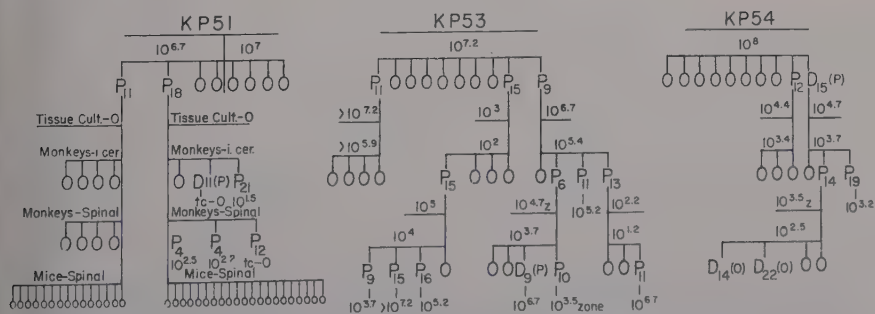 KP51 KP53 KP54
10^6.7 10^7 10^7.2 10^8
P11 P18 O O O O O P11 O O O O O O O O P15 P9 O O O O O O P12 D15(P)
Tissue Cult.-O Tissue Cult.-O >10^7.2 10^3 10^6.7 10^4.4 10^4.7
Monkeys-i cer. Monkeys-i. cer. >10^5.9 10^2 10^5.4 10^3.4 10^3.7
O O O O O D11(P) P21 O O O O P15 O O O P6 P11 P13 O O O O P14 P19
tc-O 10^1.5 10^5.2 10^3.2
Monkeys-Spinal Monkeys-Spinal 10^5 10^4.7z 10^2.2 10^3.5z
O O O O P4 P4 P12 10^4 10^3.7 10^1.2 10^2.5
10^2.5 tc-O
P9 P15 P16 O O O D9(P) P10 O O P11 D14(O) D22(O) O O
Mice-Spinal Mice-Spinal
10^3.7 >10^7.2 10^5.2 10^6.7 10^3.5 zone 10^6.7